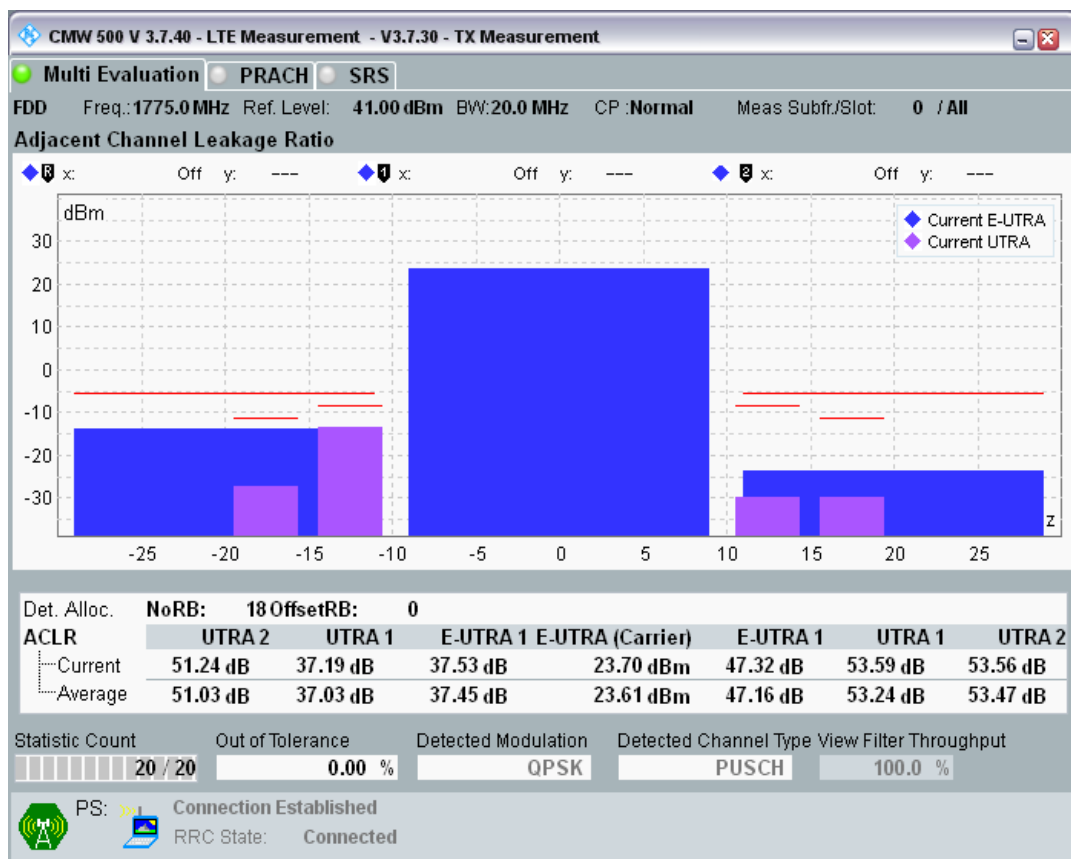 CMW 500 V 3.7.40 - LTE Measurement - V3.7.30 - TX Measurement
Multi Evaluation PRACH SRS
FDD Freq.: 1775.0 MHz Ref. Level: 41.00 dBm BW: 20.0 MHz CP :Normal Meas Subfr./Slot: 0 / All
Adjacent Channel Leakage Ratio
R x: Off y: --- 1 x: Off y: --- 2 x: Off y: ---
dBm
Current E-UTRA
Current UTRA
30
20
10
0
-10
-20
-30
z
-25 -20 -15 -10 -5 0 5 10 15 20 25
Det. Alloc. NoRB: 18 OffsetRB: 0
ACLR UTRA 2 UTRA 1 E-UTRA 1 E-UTRA (Carrier) E-UTRA 1 UTRA 1 UTRA 2
Current 51.24 dB 37.19 dB 37.53 dB 23.70 dBm 47.32 dB 53.59 dB 53.56 dB
Average 51.03 dB 37.03 dB 37.45 dB 23.61 dBm 47.16 dB 53.24 dB 53.47 dB
Statistic Count Out of Tolerance Detected Modulation Detected Channel Type View Filter Throughput
20 / 20 0.00 % QPSK PUSCH 100.0 %
PS: Connection Established
RRC State: Connected